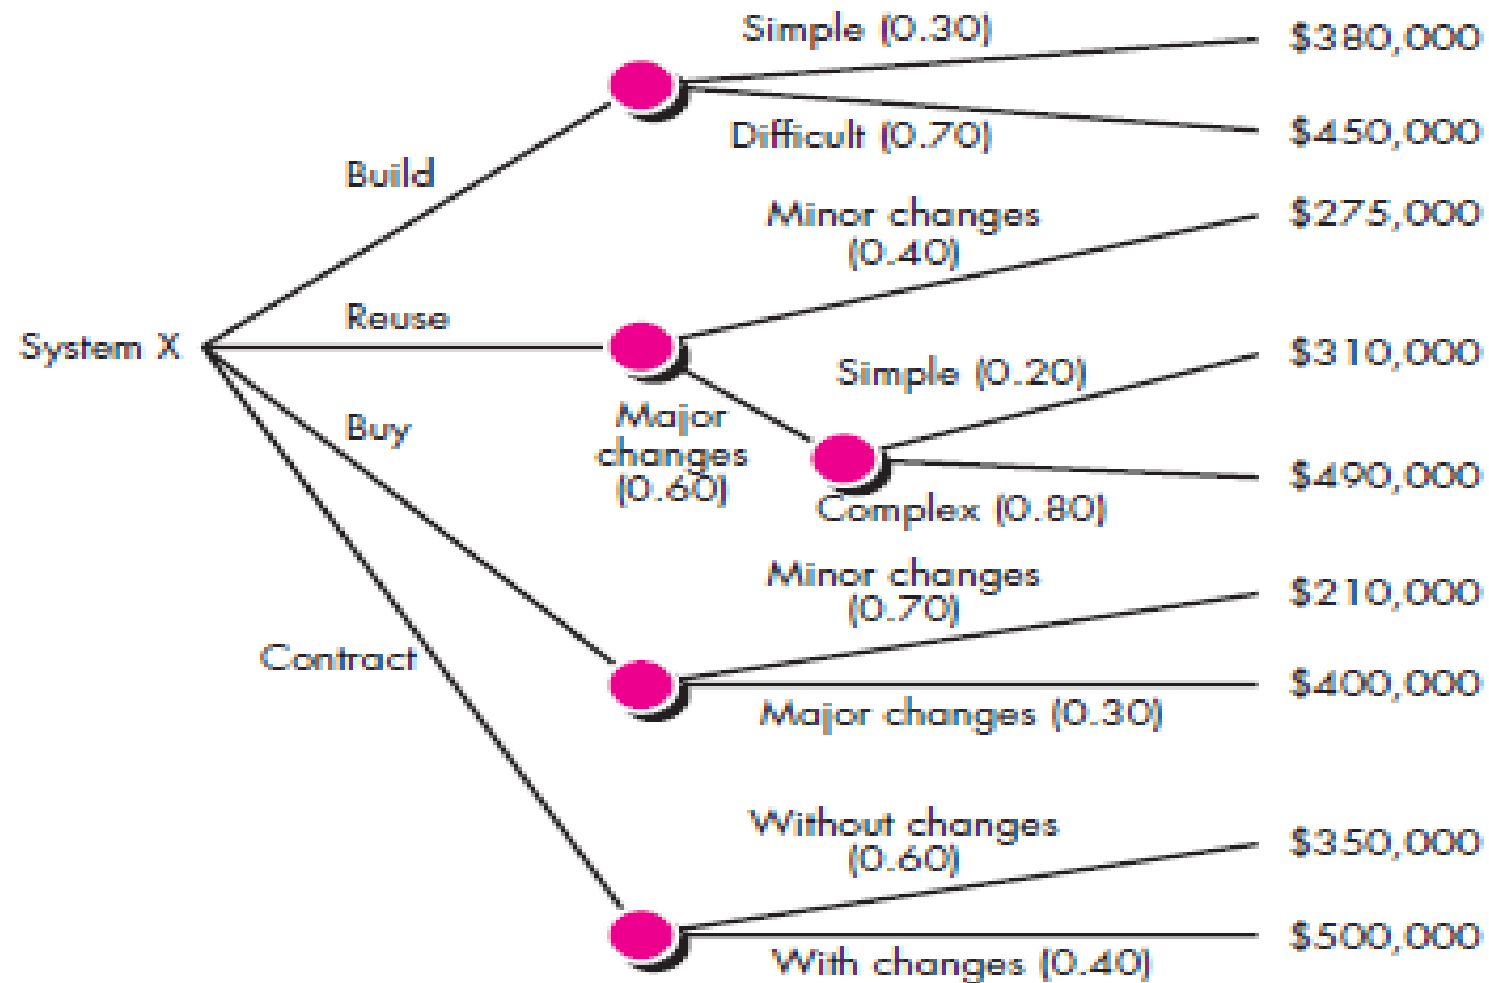 Simple (0.30)
$380,000
Difficult (0.70)
$450,000
Build
Minor changes
(0.40)
$275,000
Reuse
System X
Simple (0.20)
$310,000
Major
changes
(0.60)
Buy
$490,000
Complex (0.80)
Minor changes
(0.70)
$210,000
Contract
$400,000
Major changes (0.30)
Without changes
(0.60)
$350,000
$500,000
With changes (0.40)